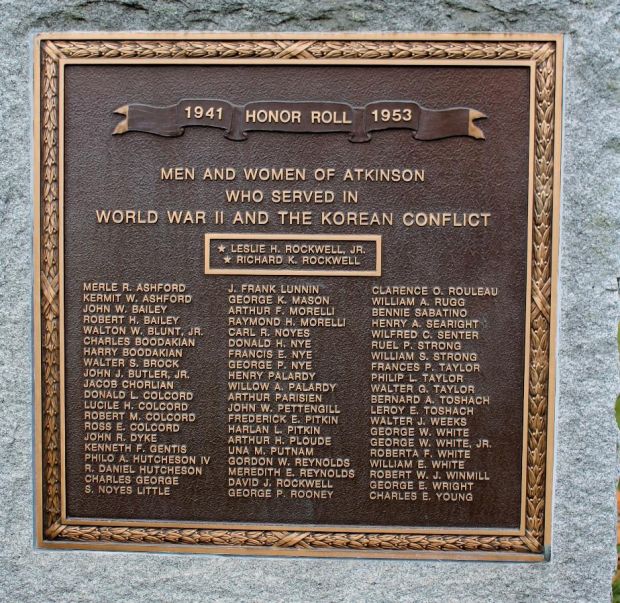 1941 HONOR ROLL 1953
MEN AND WOMEN OF ATKINSON
WHO SERVED IN
WORLD WAR II AND THE KOREAN CONFLICT
★ LESLIE H. ROCKWELL, JR.
★ RICHARD K. ROCKWELL
MERLE R. ASHFORD
KERMIT W. ASHFORD
JOHN W. BAILEY
ROBERT H. BAILEY
WALTON W. BLUNT, JR.
CHARLES BOODAKIAN
HARRY BOODAKIAN
WALTER S. BROCK
JOHN J. BUTLER, JR.
JACOB CHORLIAN
DONALD L. COLCORD
LUCILE H. COLCORD
ROBERT M. COLCORD
ROSS E. COLCORD
JOHN R. DYKE
KENNETH F. GENTIS
PHILO A. HUTCHESON IV
R. DANIEL HUTCHESON
CHARLES GEORGE
S. NOYES LITTLE
J. FRANK LUNNIN
GEORGE K. MASON
ARTHUR F. MORELLI
RAYMOND H. MORELLI
CARL R. NOYES
DONALD H. NYE
FRANCIS E. NYE
GEORGE P. NYE
HENRY PALARDY
WILLOW A. PALARDY
ARTHUR PARISIEN
JOHN W. PETTENGILL
FREDERICK E. PITKIN
HARLAN L. PITKIN
ARTHUR H. PLOUDE
UNA M. PUTNAM
GORDON W. REYNOLDS
MEREDITH E. REYNOLDS
DAVID J. ROCKWELL
GEORGE P. ROONEY
CLARENCE O. ROULEAU
WILLIAM A. RUGG
BENNIE SABATINO
HENRY A. SEARIGHT
WILFRED C. SENTER
RUEL P. STRONG
WILLIAM S. STRONG
FRANCES P. TAYLOR
PHILIP L. TAYLOR
WALTER G. TAYLOR
BERNARD A. TOSHACH
LEROY E. TOSHACH
WALTER J. WEEKS
GEORGE W. WHITE
GEORGE W. WHITE, JR.
ROBERTA F. WHITE
WILLIAM E. WHITE
ROBERT W. J. WINMILL
GEORGE E. WRIGHT
CHARLES E. YOUNG